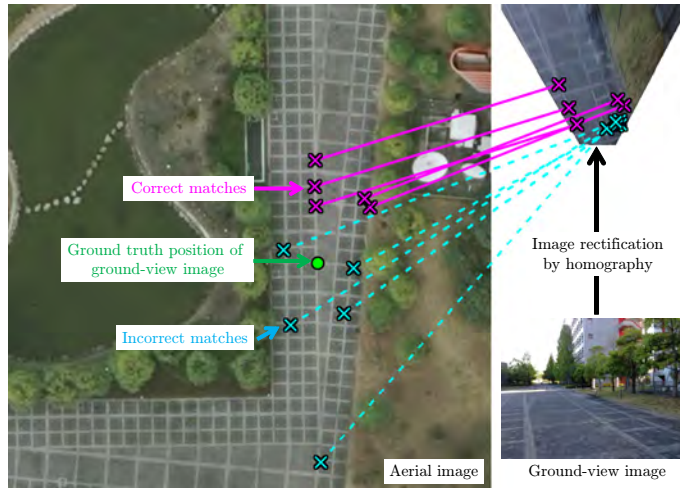 Correct matches
Ground truth position of
ground-view image
Incorrect matches
Aerial image
Image rectification
by homography
Ground-view image